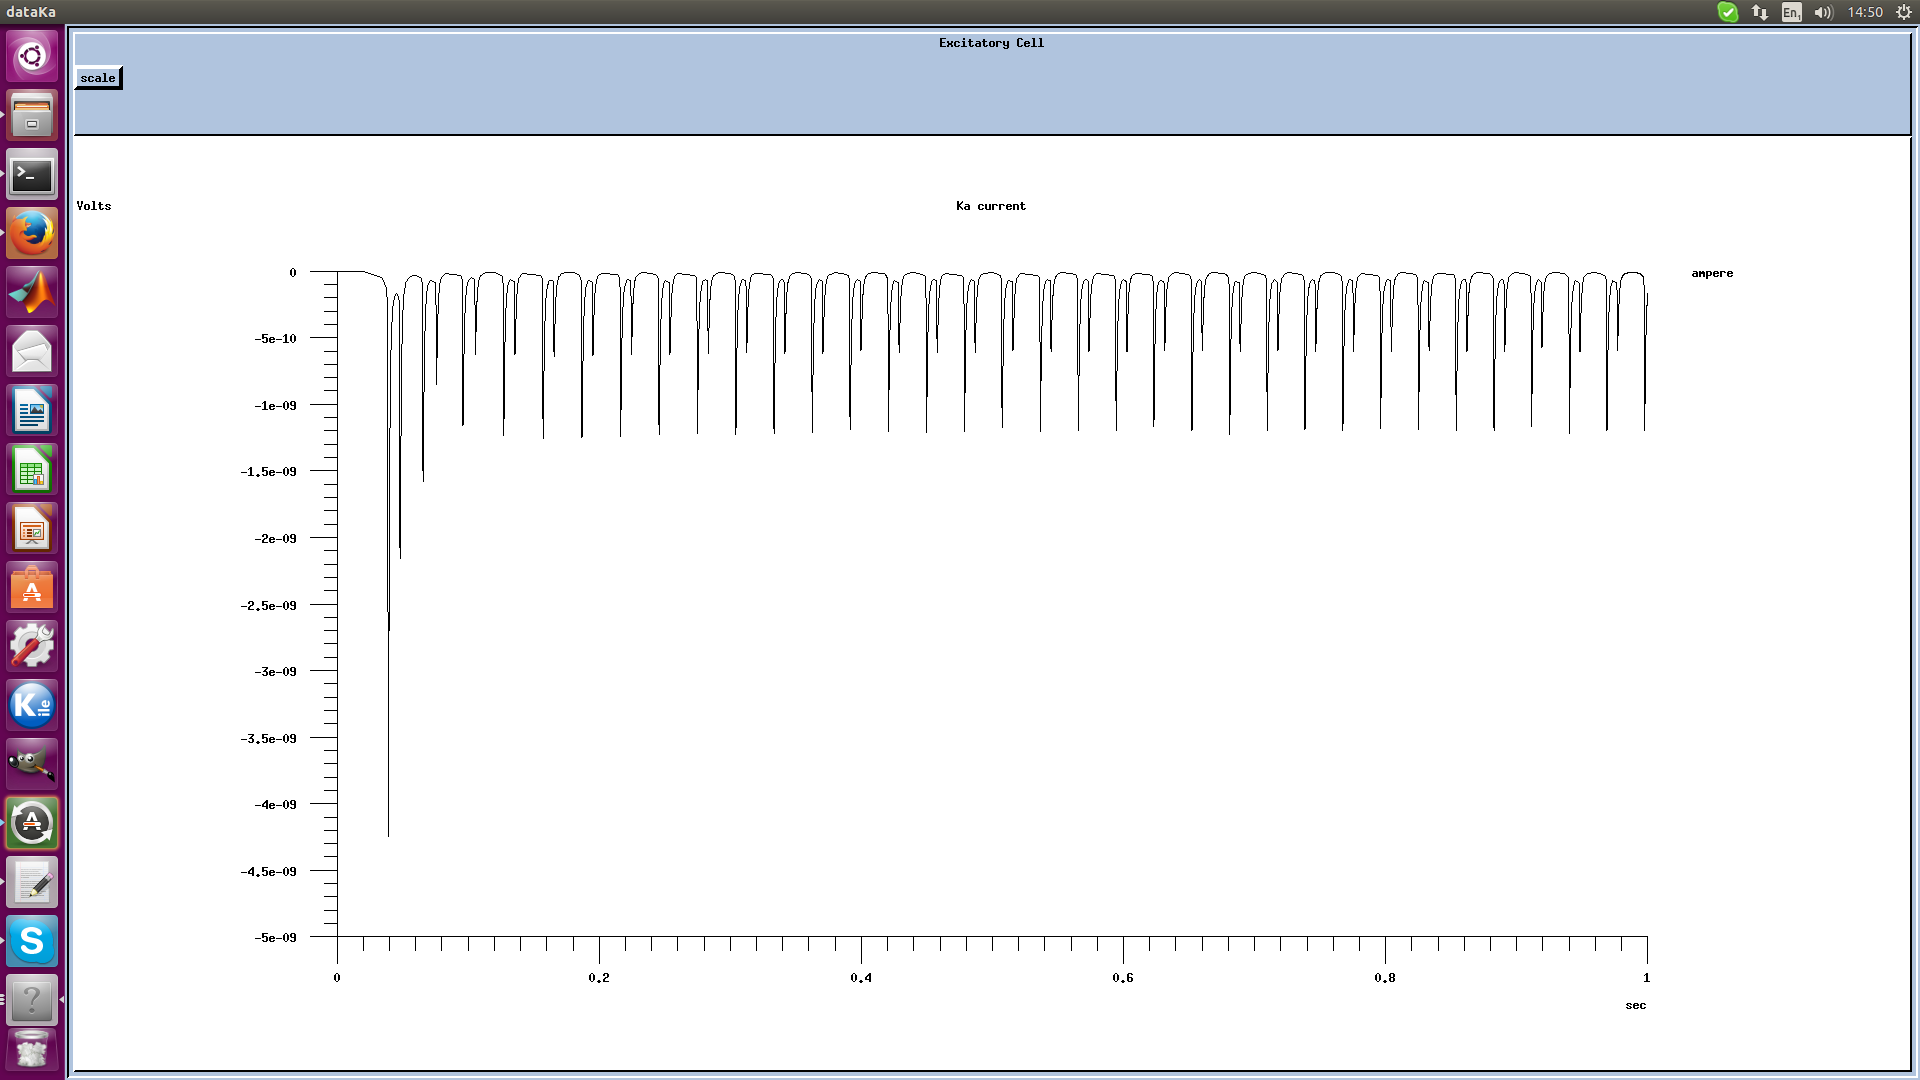 dataKa
En1
14:50
Excitatory Cell
scale
Volts
Ka current
ampere
0
-5e-10
-1e-09
-1.5e-09
-2e-09
-2.5e-09
-3e-09
-3.5e-09
-4e-09
-4.5e-09
-5e-09
0 0.2 0.4 0.6 0.8 1
sec
K ile
S
?